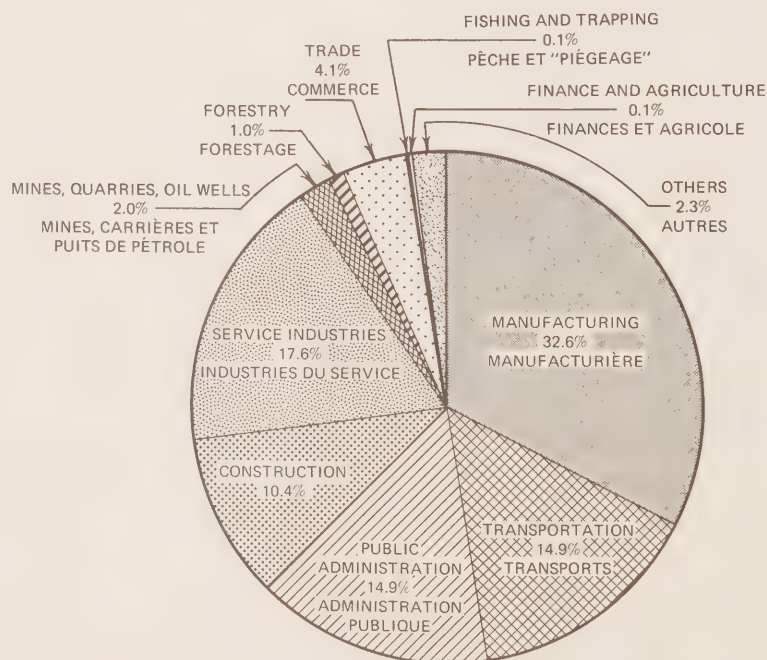 FISHING AND TRAPPING
0.1%
PÊCHE ET "PIÉGEAGE"
TRADE
4.1%
COMMERCE
FINANCE AND AGRICULTURE
0.1%
FINANCES ET AGRICOLE
FORESTRY
1.0%
FORESTAGE
MINES, QUARRIES, OIL WELLS
2.0%
MINES, CARRIÈRES ET
PUITS DE PÉTROLE
OTHERS
2.3%
AUTRES
MANUFACTURING
32.6%
MANUFACTURIÈRE
SERVICE INDUSTRIES
17.6%
INDUSTRIES DU SERVICE
CONSTRUCTION
10.4%
TRANSPORTATION
14.9%
TRANSPORTS
PUBLIC
ADMINISTRATION
14.9%
ADMINISTRATION
PUBLIQUE